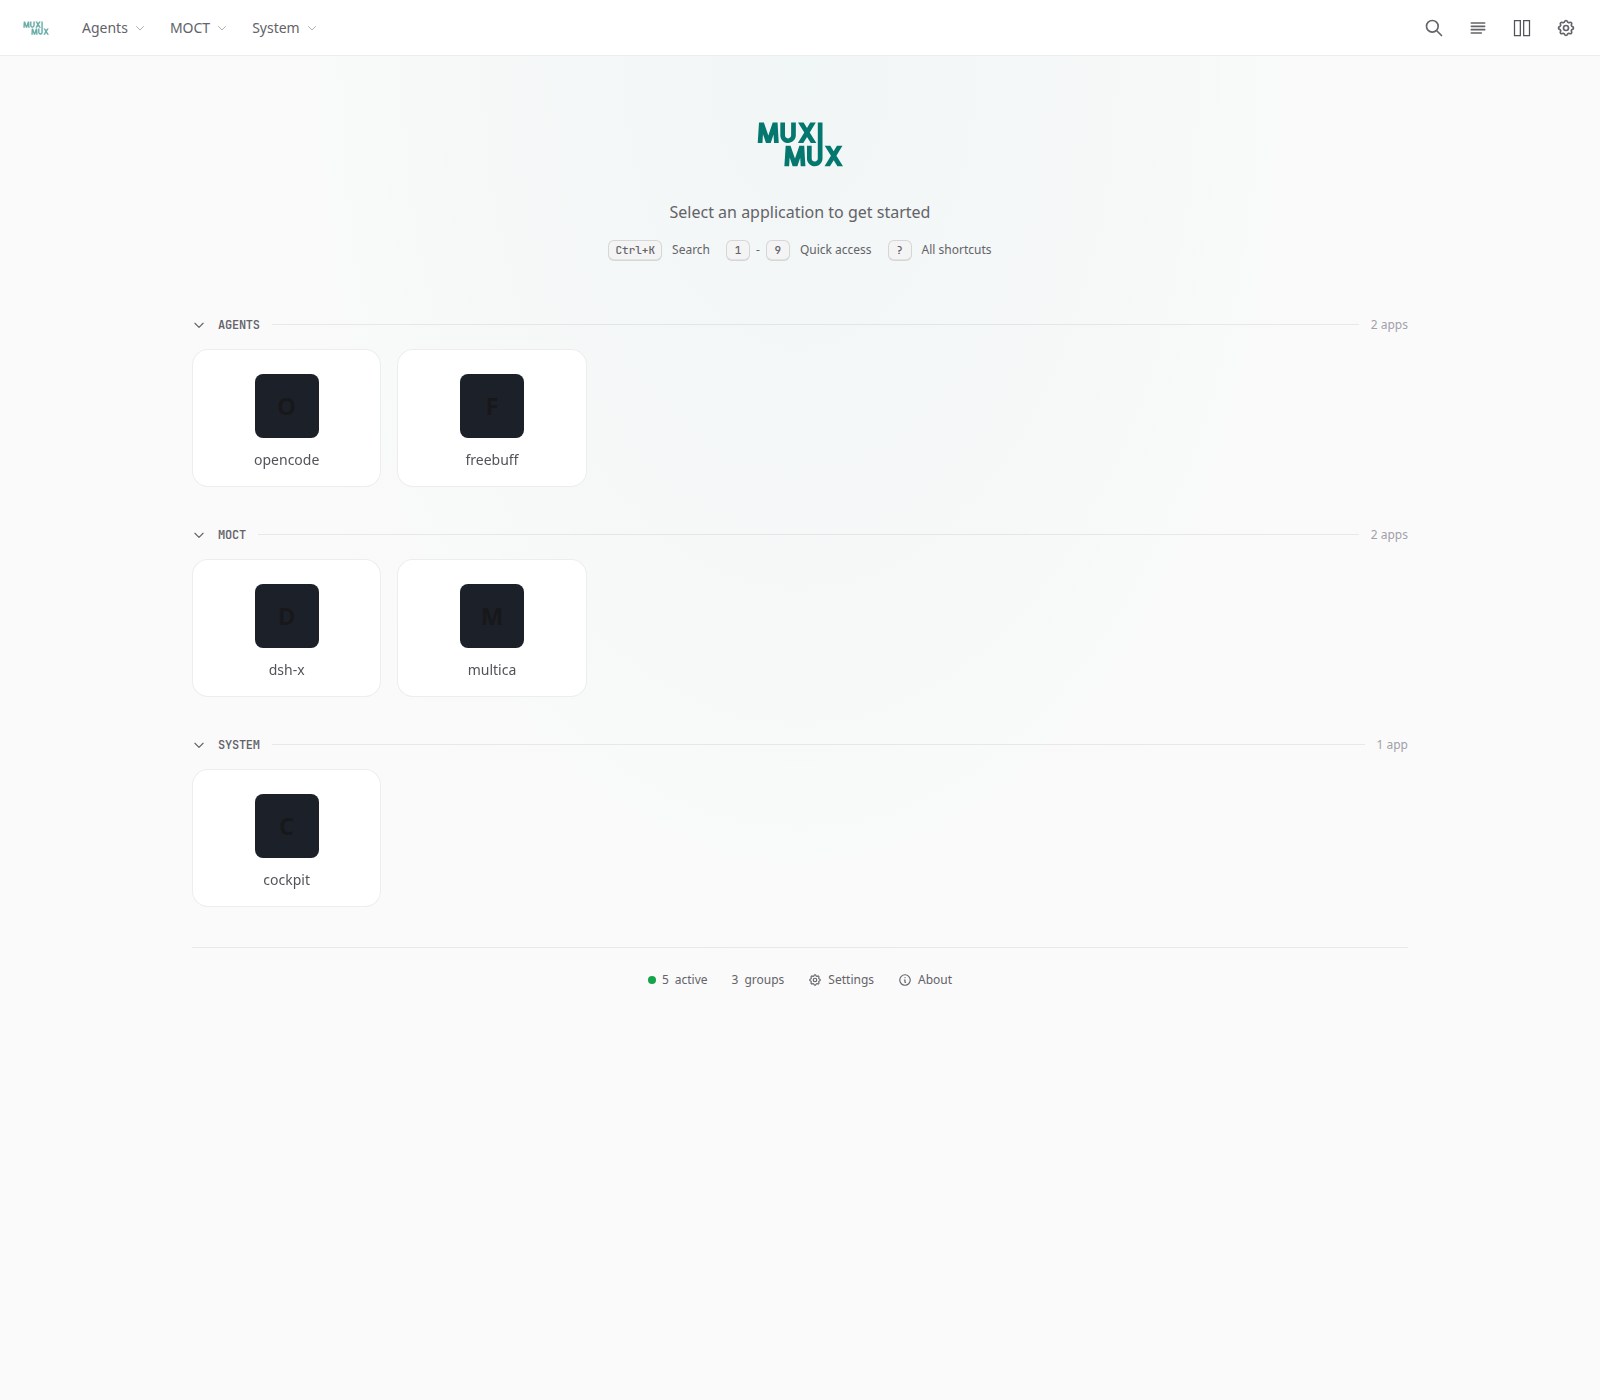 MUXI
MUX
Agents
MOCT
System
MUXI
MUX
Select an application to get started
Ctrl+K Search 1 - 9 Quick access ? All shortcuts
AGENTS
2 apps
O
F
opencode
freebuff
MOCT
2 apps
D
M
dsh-x
multica
SYSTEM
1 app
C
cockpit
5 active 3 groups Settings About